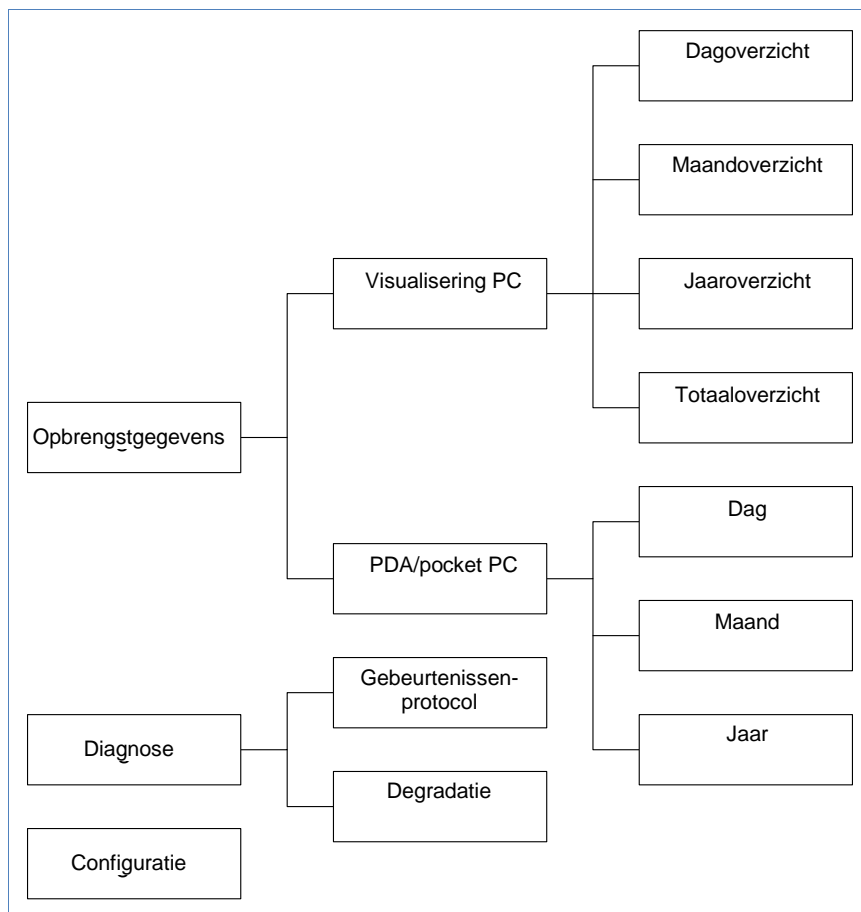 Opbrengstgegevens
Visualisering PC
Dagoverzicht
Maandoverzicht
Jaaroverzicht
Totaaloverzicht
PDA/pocket PC
Dag
Maand
Jaar
Diagnose
Gebeurtenissen-
protocol
Degradatie
Configuratie